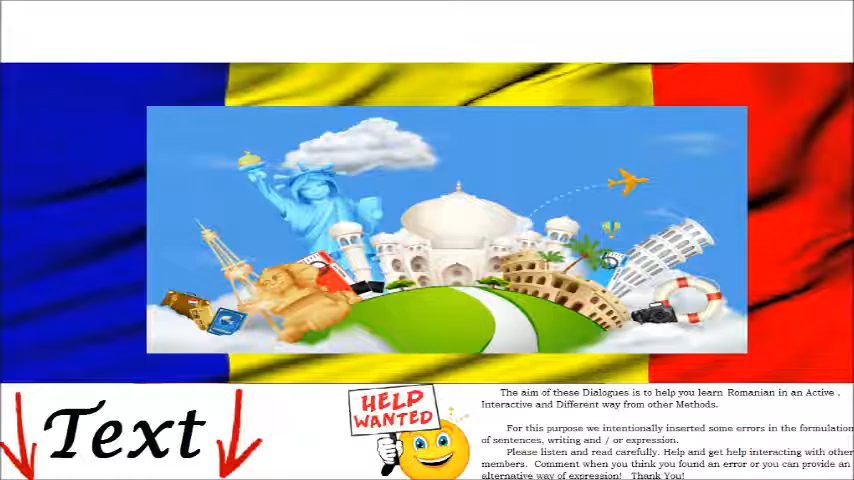 HELP
WANTED
Text
The aim of these Dialogues is to help you learn Romanian in an Active ,
Interactive and Different way from other Methods.
For this purpose we intentionally inserted some errors in the formulation
of sentences, writing and / or expression.
Please listen and read carefully. Help and get help interacting with other
members. Comment when you think you found an error or you can provide an
alternative way of expression! Thank You!